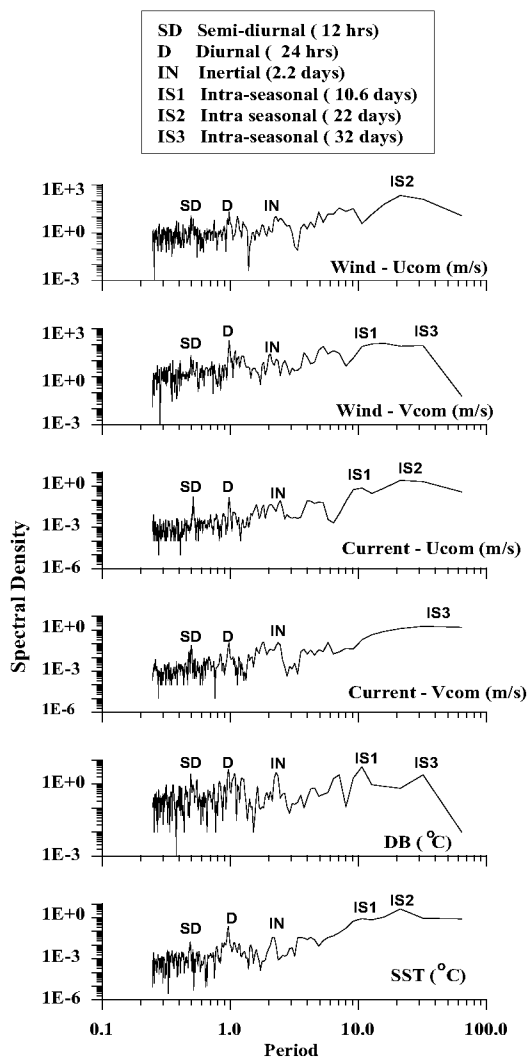 SD Semi-diurnal ( 12 hrs)
D Diurnal ( 24 hrs)
IN Inertial (2.2 days)
IS1 Intra-seasonal ( 10.6 days)
IS2 Intra seasonal ( 22 days)
IS3 Intra-seasonal ( 32 days)
1E+3
1E+0
1E-3
SD
D
IN
IS2
Wind - Ucom (m/s)
1E+3
1E+0
1E-3
SD
D
IN
IS1
IS3
Wind - Vcom (m/s)
1E+0
1E-3
1E-6
SD
D
IN
IS1
IS2
Current - Ucom (m/s)
Spectral Density
1E+0
1E-3
1E-6
SD
D
IN
IS3
Current - Vcom (m/s)
1E+0
1E-3
SD
D
IN
IS1
IS3
DB (°C)
1E+0
1E-3
1E-6
SD
D
IN
IS1
IS2
SST (°C)
0.1
1.0
10.0
100.0
Period